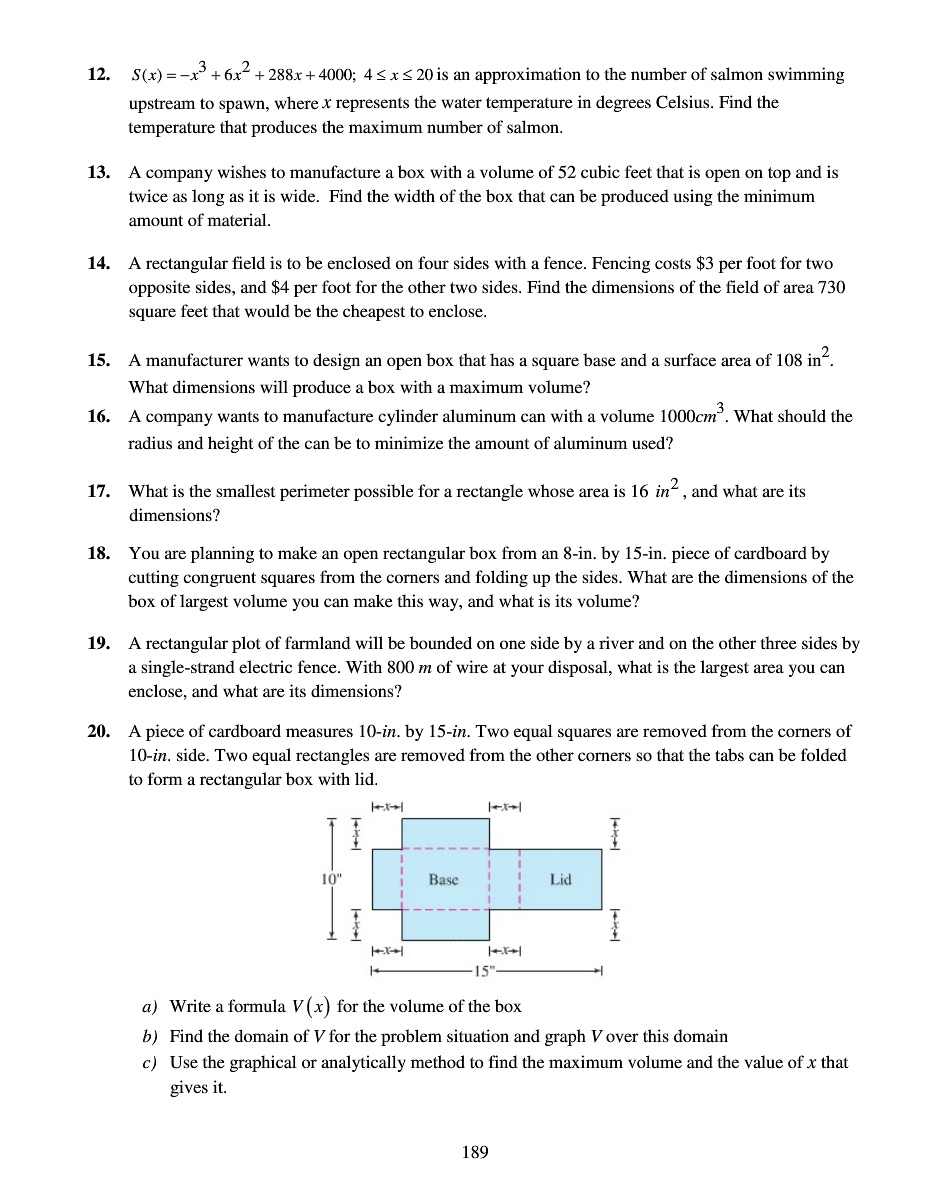 12. S(x) = −x³ + 6x² + 288x + 4000; 4 ≤ x ≤ 20 is an approximation to the number of salmon swimming
upstream to spawn, where x represents the water temperature in degrees Celsius. Find the
temperature that produces the maximum number of salmon.
13. A company wishes to manufacture a box with a volume of 52 cubic feet that is open on top and is
twice as long as it is wide. Find the width of the box that can be produced using the minimum
amount of material.
14. A rectangular field is to be enclosed on four sides with a fence. Fencing costs $3 per foot for two
opposite sides, and $4 per foot for the other two sides. Find the dimensions of the field of area 730
square feet that would be the cheapest to enclose.
15. A manufacturer wants to design an open box that has a square base and a surface area of 108 in².
What dimensions will produce a box with a maximum volume?
16. A company wants to manufacture cylinder aluminum can with a volume 1000cm³. What should the
radius and height of the can be to minimize the amount of aluminum used?
17. What is the smallest perimeter possible for a rectangle whose area is 16 in², and what are its
dimensions?
18. You are planning to make an open rectangular box from an 8-in. by 15-in. piece of cardboard by
cutting congruent squares from the corners and folding up the sides. What are the dimensions of the
box of largest volume you can make this way, and what is its volume?
19. A rectangular plot of farmland will be bounded on one side by a river and on the other three sides by
a single-strand electric fence. With 800 m of wire at your disposal, what is the largest area you can
enclose, and what are its dimensions?
20. A piece of cardboard measures 10-in. by 15-in. Two equal squares are removed from the corners of
10-in. side. Two equal rectangles are removed from the other corners so that the tabs can be folded
to form a rectangular box with lid.
x x
x x
10" Base Lid
x x
x x
15"
a) Write a formula V(x) for the volume of the box
b) Find the domain of V for the problem situation and graph V over this domain
c) Use the graphical or analytically method to find the maximum volume and the value of x that
gives it.
189